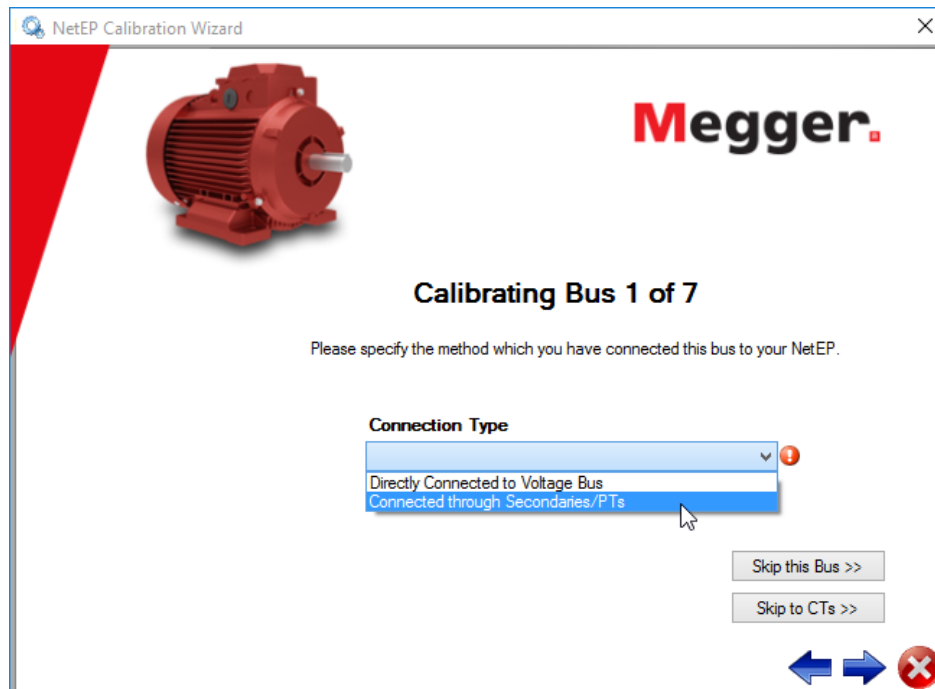 NetEP Calibration Wizard
Megger.
Calibrating Bus 1 of 7
Please specify the method which you have connected this bus to your NetEP.
Connection Type
Directly Connected to Voltage Bus
Connected through Secondaries/PTs
Skip this Bus >>
Skip to CTs >>